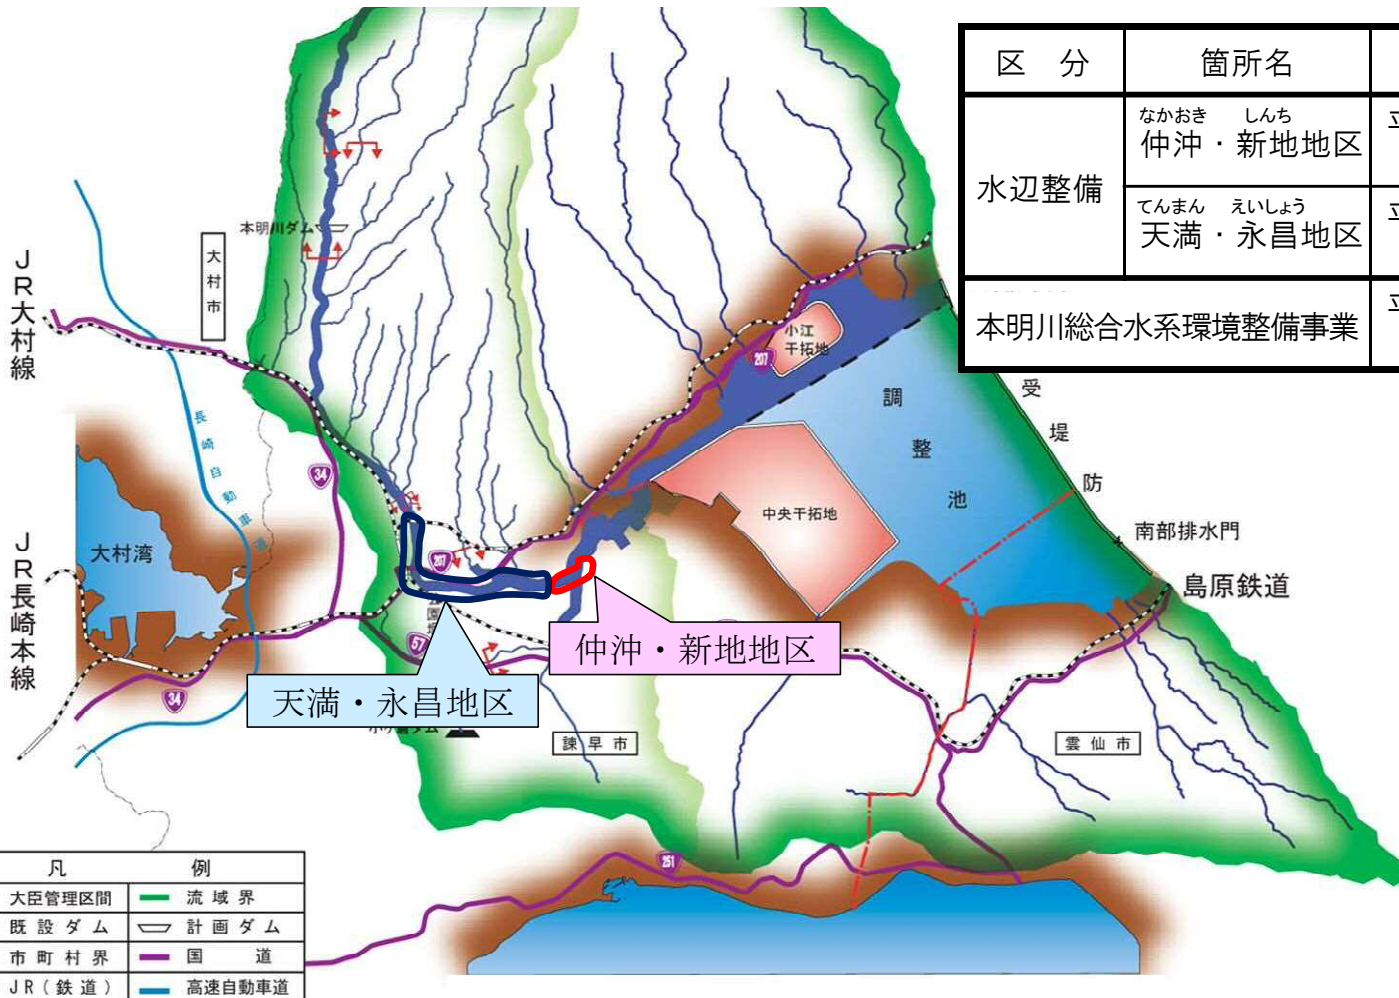 区　分
箇所名
なかおき　しんち
仲沖・新地地区
水辺整備
てんまん　えいしょう
天満・永昌地区
本明川総合水系環境整備事業
本明川ダム
大村市
JR大村線
小江
干拓地
207
調整池
受堤防
長崎自動車道
34
中央干拓地
南部排水門
島原鉄道
大村湾
JR長崎本線
207
57
仲沖・新地地区
34
天満・永昌地区
ダム
諫早市
雲仙市
251
凡　例
大臣管理区間
流域界
既設ダム
計画ダム
市町村界
国　道
JR(鉄道)
高速自動車道